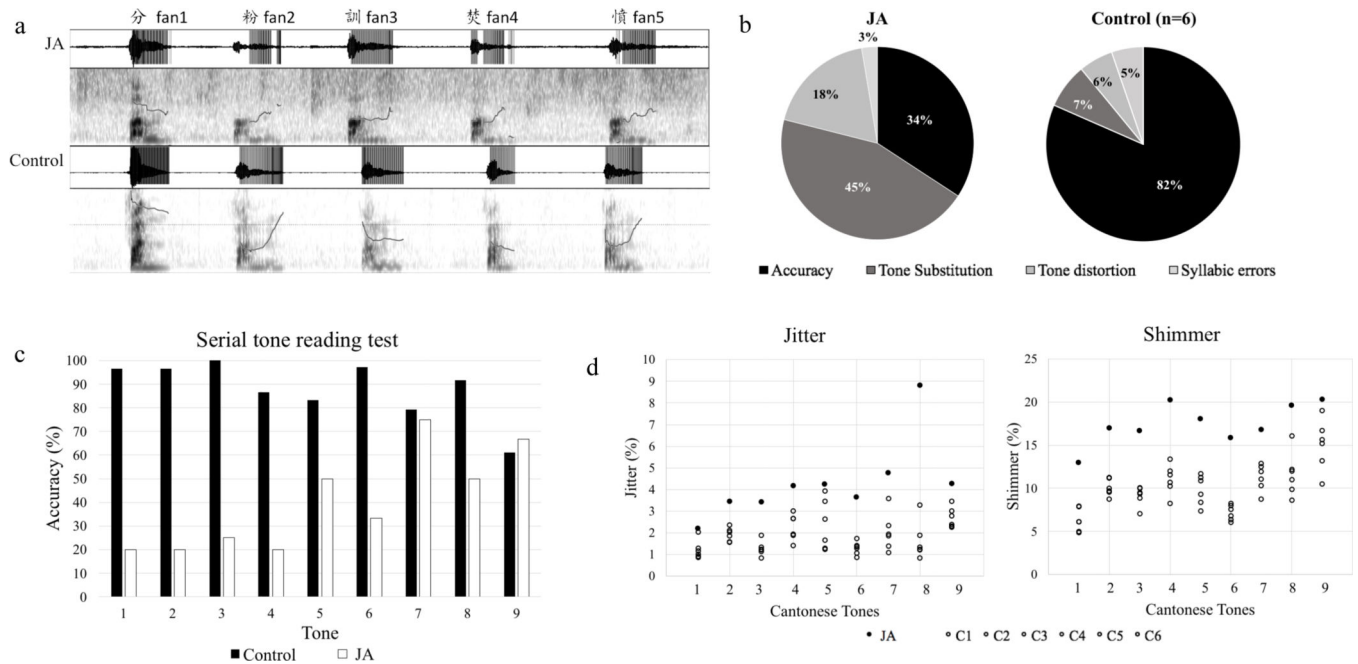 a
分 fan1 粉 fan2 訓 fan3 焚 fan4 憤 fan5
JA
Control
b
JA Control (n=6)
3%
18%
34%
45%
5%
6%
7%
82%
Accuracy Tone Substitution Tone distortion Syllabic errors
c
Serial tone reading test
Accuracy (%)
100
90
80
70
60
50
40
30
20
10
0
1 2 3 4 5 6 7 8 9
Tone
Control JA
d
Jitter
Jitter (%)
10
9
8
7
6
5
4
3
2
1
0
1 2 3 4 5 6 7 8 9
Cantonese Tones
Shimmer
Shimmer (%)
25
20
15
10
5
0
1 2 3 4 5 6 7 8 9
Cantonese Tones
JA C1 C2 C3 C4 C5 C6